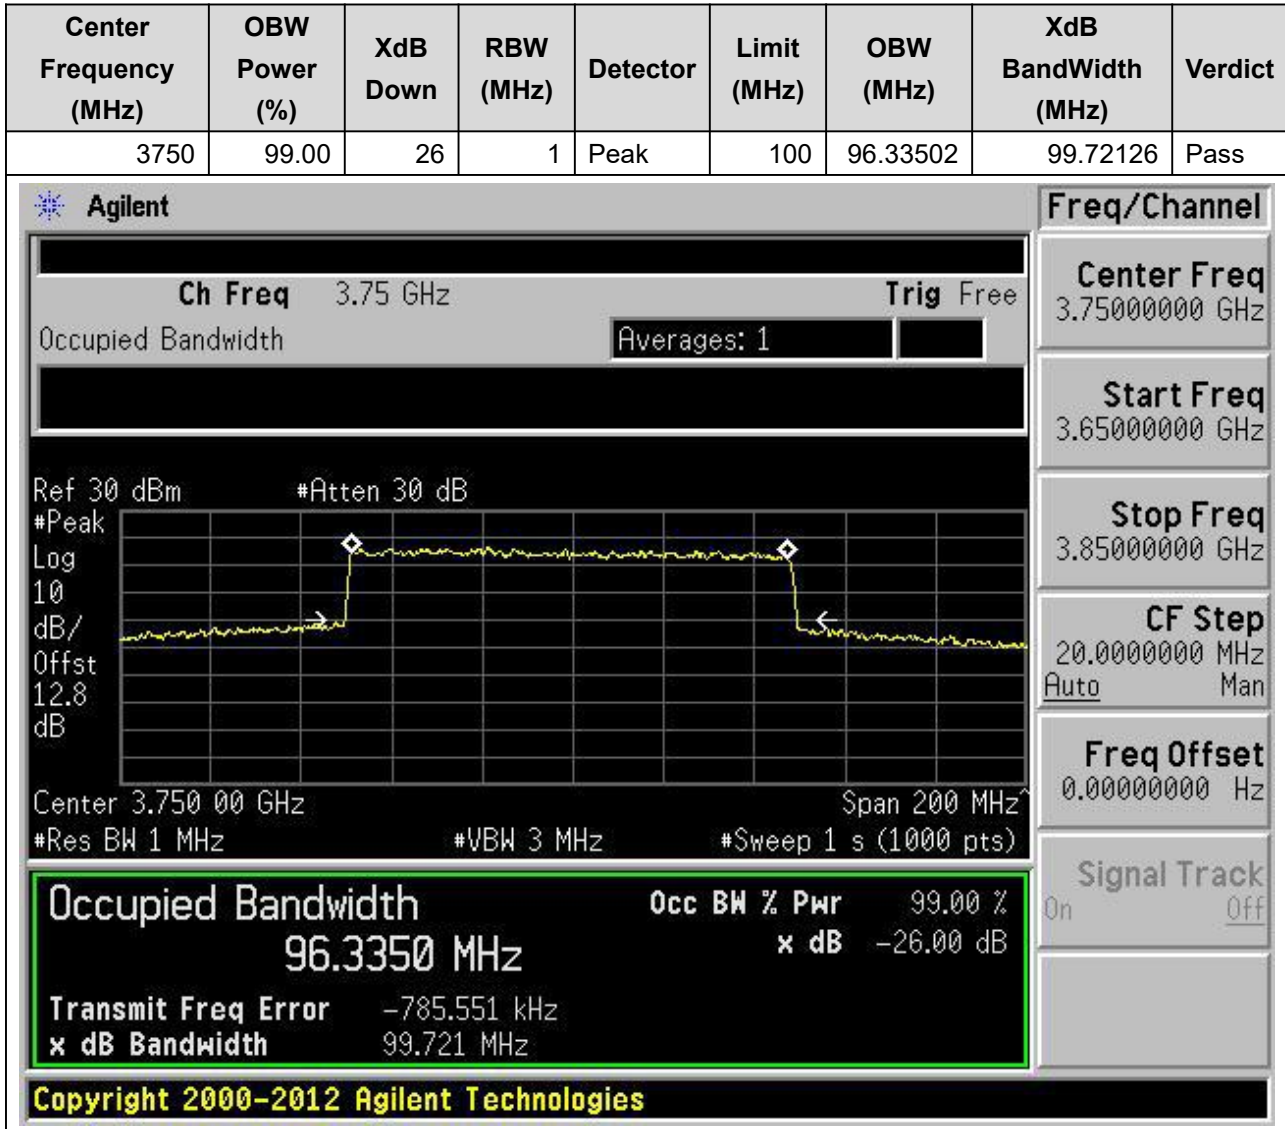 Center Frequency (MHz) OBW Power (%) XdB Down RBW (MHz) Detector Limit (MHz) OBW (MHz) XdB BandWidth (MHz) Verdict
3750 99.00 26 1 Peak 100 96.33502 99.72126 Pass
Agilent
Ch Freq 3.75 GHz Trig Free
Occupied Bandwidth Averages: 1
Ref 30 dBm #Atten 30 dB
#Peak
Log
10
dB/
Offst
12.8
dB
Center 3.750 00 GHz Span 200 MHz^
#Res BW 1 MHz #VBW 3 MHz #Sweep 1 s (1000 pts)
Occupied Bandwidth Occ BW % Pwr 99.00 %
96.3350 MHz x dB -26.00 dB
Transmit Freq Error -785.551 kHz
x dB Bandwidth 99.721 MHz
Copyright 2000-2012 Agilent Technologies
Freq/Channel
Center Freq
3.75000000 GHz
Start Freq
3.65000000 GHz
Stop Freq
3.85000000 GHz
CF Step
20.0000000 MHz
Auto Man
Freq Offset
0.00000000 Hz
Signal Track
On Off